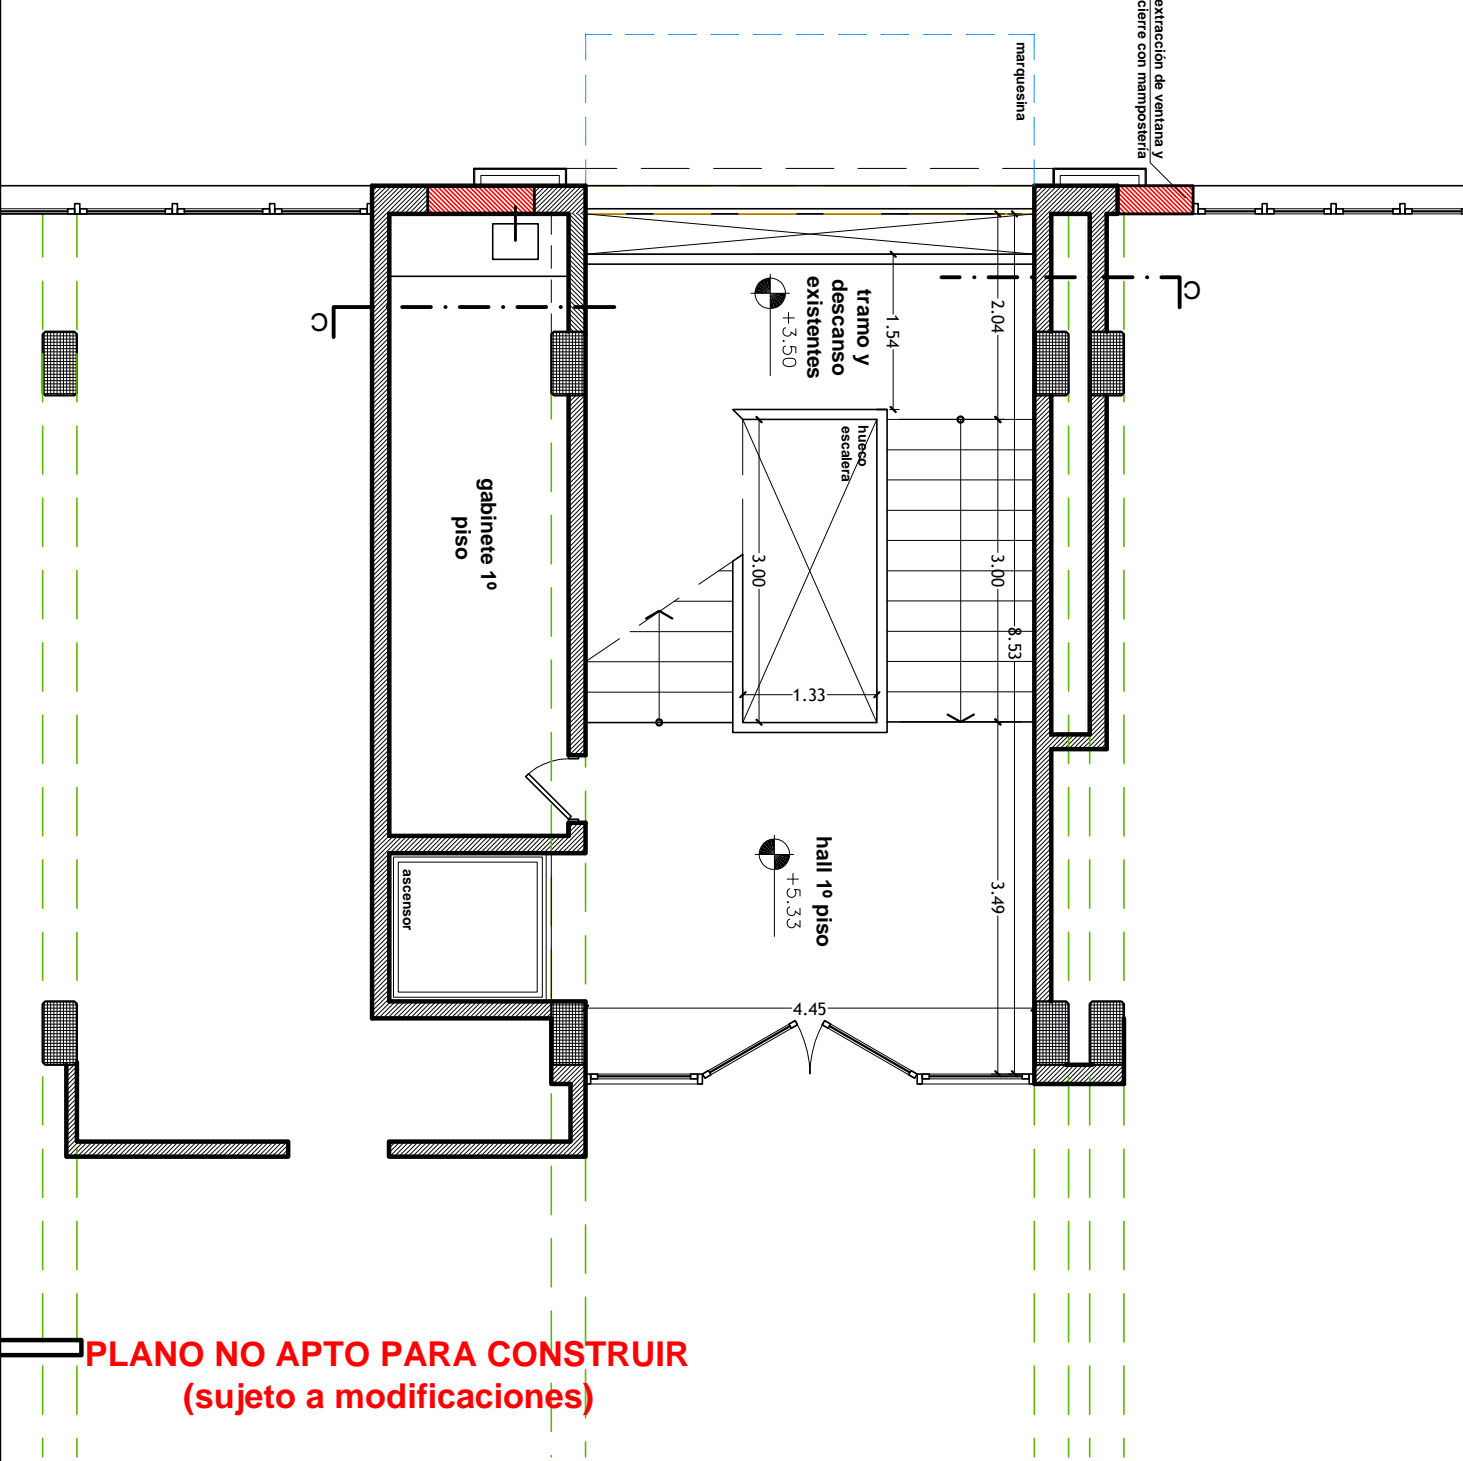 extracción de ventana y
cierre con mampostería
marquesina
C
C
tramo y
descanso
existentes
+3.50
1.54
2.04
hueco
escalera
3.00
3.00
8.53
1.33
gabinete 1º
piso
hall 1º piso
+5.33
3.49
ascensor
4.45
PLANO NO APTO PARA CONSTRUIR
(sujeto a modificaciones)